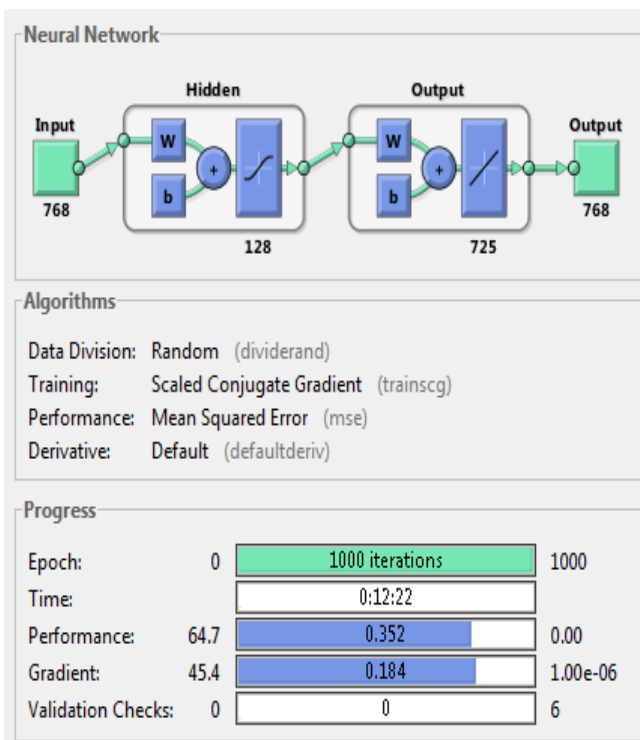 Neural Network
Hidden Output
Input Output
W W
+ +
b b
768 768
128 725
Algorithms
Data Division: Random (dividerand)
Training: Scaled Conjugate Gradient (trainscg)
Performance: Mean Squared Error (mse)
Derivative: Default (defaultderiv)
Progress
Epoch: 0 1000 iterations 1000
Time: 0:12:22
Performance: 64.7 0.352 0.00
Gradient: 45.4 0.184 1.00e-06
Validation Checks: 0 0 6